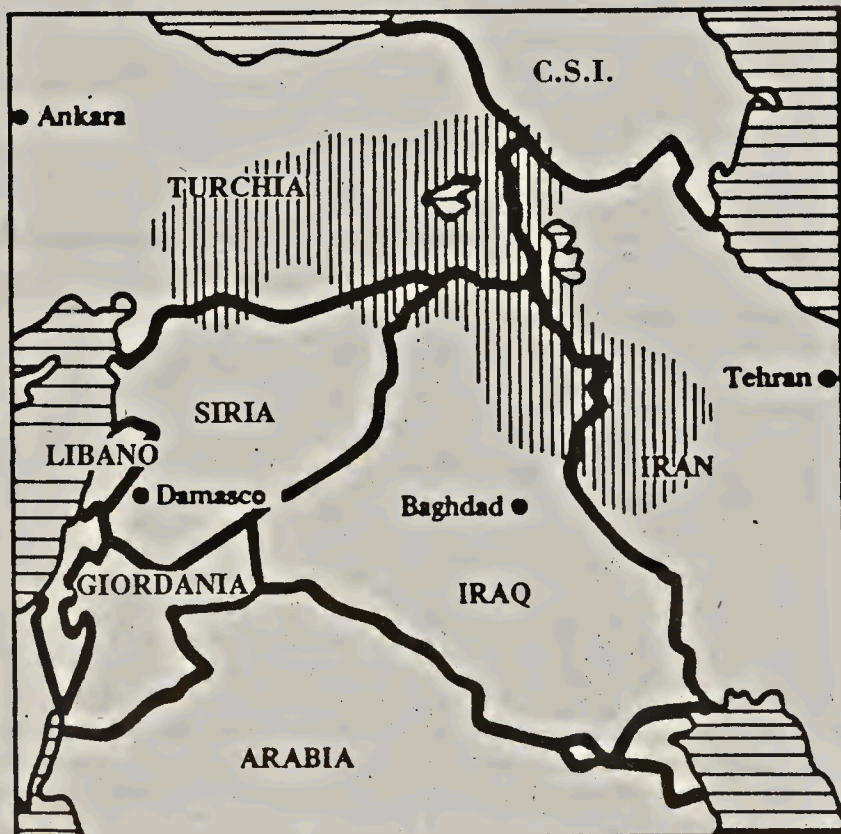 C.S.I.
Ankara
TURCHIA
Tehran
SIRIA
LIBANO
IRAN
Damasco
Baghdad
GIORDANIA
IRAQ
ARABIA